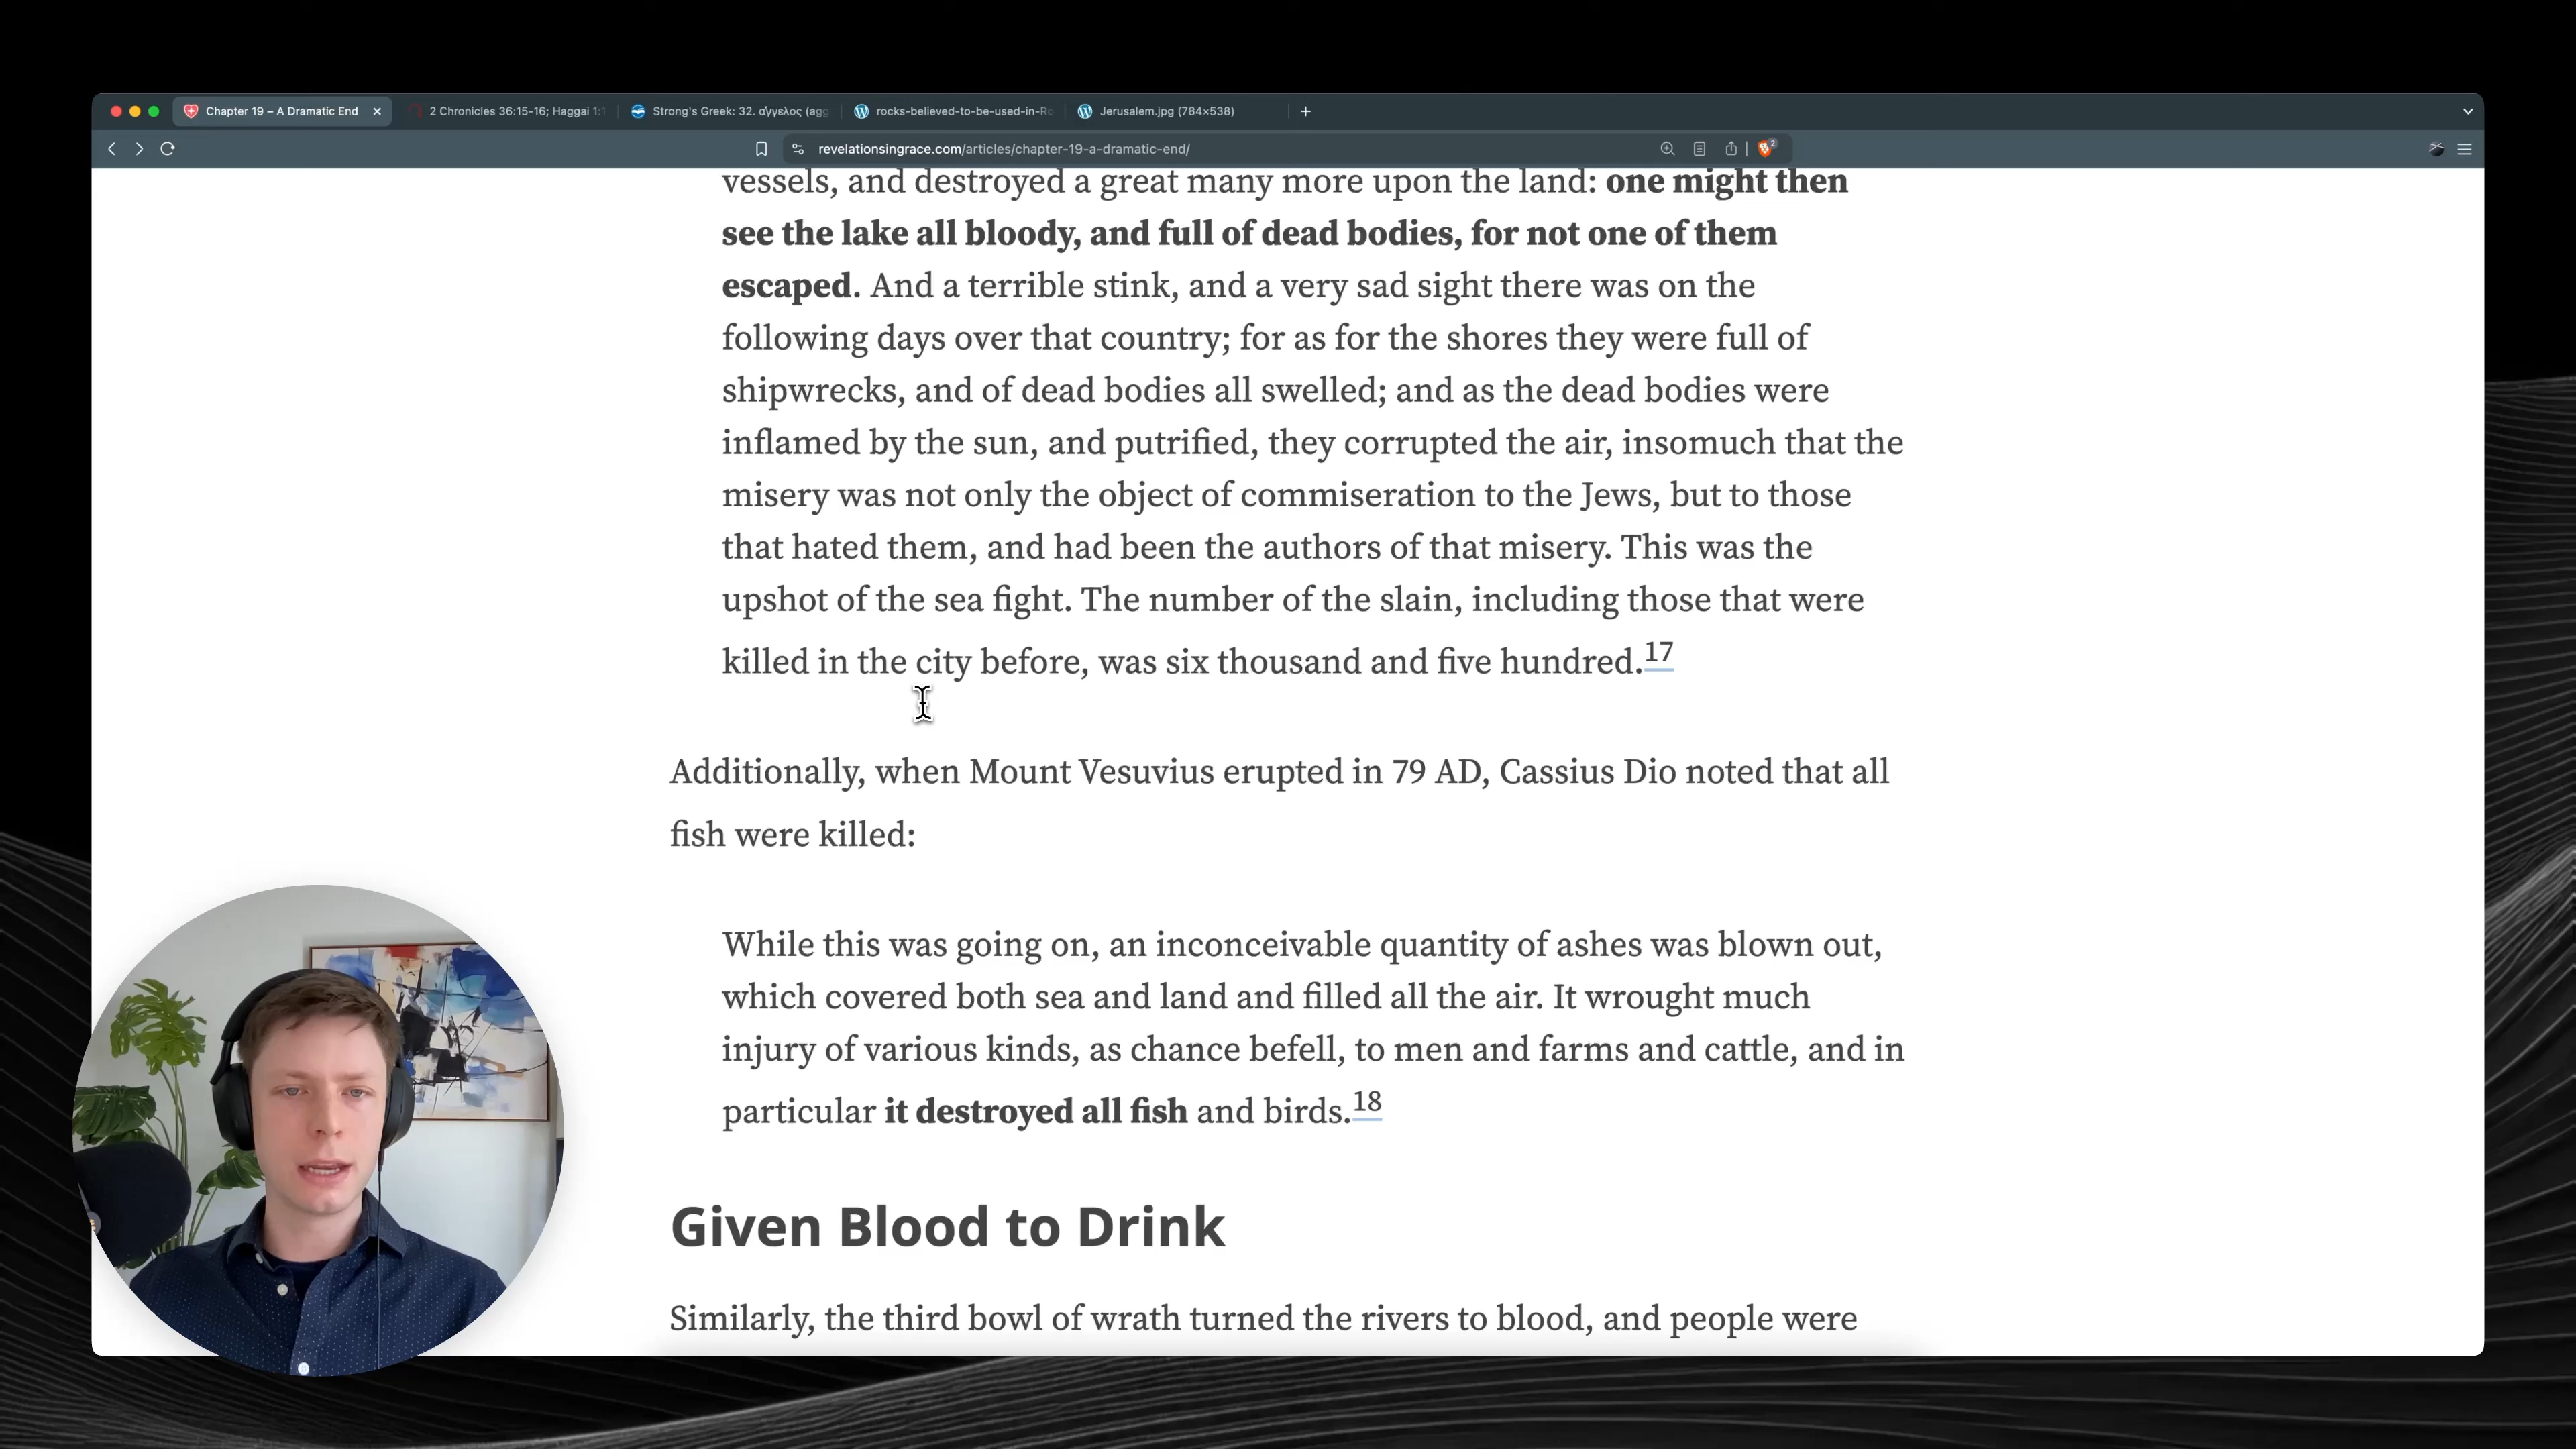 Chapter 19 – A Dramatic End
2 Chronicles 36:15-16; Haggai 1:1
Strong's Greek: 32. ἄγγελος (agg
rocks-believed-to-be-used-in-Ro
Jerusalem.jpg (784×538)
revelationsingrace.com/articles/chapter-19-a-dramatic-end/
2
vessels, and destroyed a great many more upon the land: one might then
see the lake all bloody, and full of dead bodies, for not one of them
escaped. And a terrible stink, and a very sad sight there was on the
following days over that country; for as for the shores they were full of
shipwrecks, and of dead bodies all swelled; and as the dead bodies were
inflamed by the sun, and putrified, they corrupted the air, insomuch that the
misery was not only the object of commiseration to the Jews, but to those
that hated them, and had been the authors of that misery. This was the
upshot of the sea fight. The number of the slain, including those that were
killed in the city before, was six thousand and five hundred.17
Additionally, when Mount Vesuvius erupted in 79 AD, Cassius Dio noted that all
fish were killed:
While this was going on, an inconceivable quantity of ashes was blown out,
which covered both sea and land and filled all the air. It wrought much
injury of various kinds, as chance befell, to men and farms and cattle, and in
particular it destroyed all fish and birds.18
Given Blood to Drink
Similarly, the third bowl of wrath turned the rivers to blood, and people were